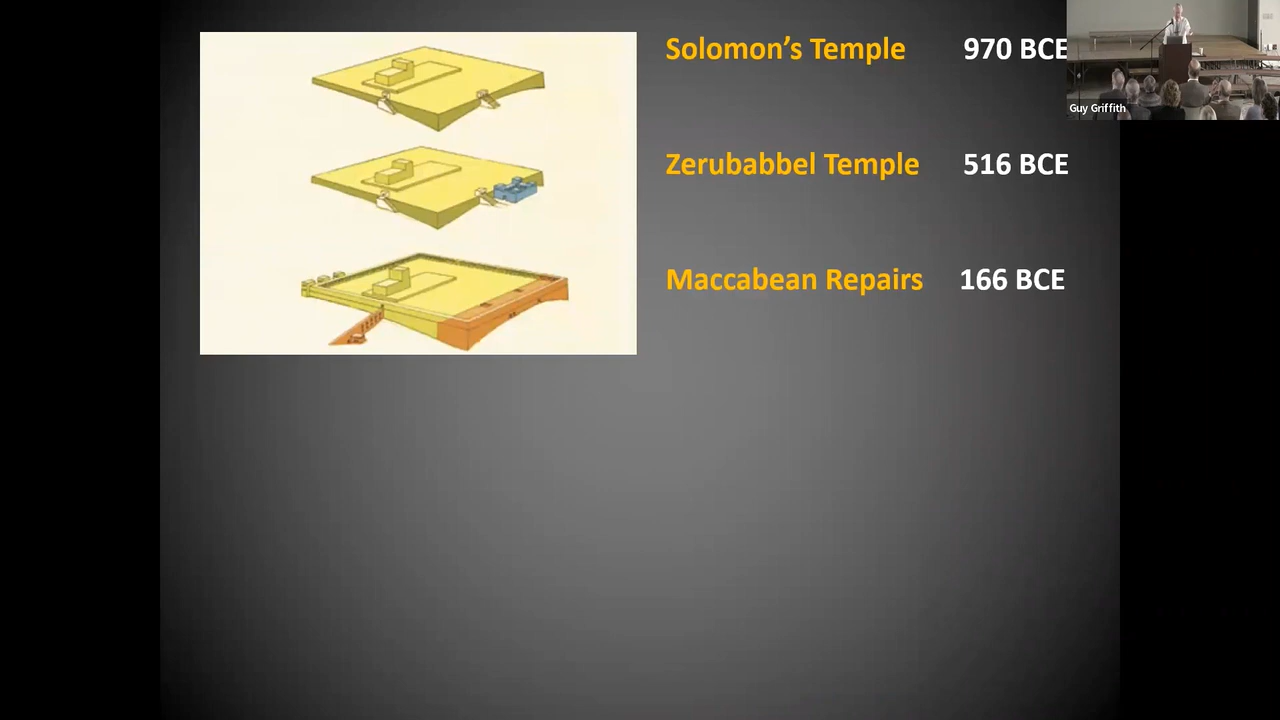 Solomon’s Temple 970 BCE
Guy Griffith
Zerubabbel Temple 516 BCE
Maccabean Repairs 166 BCE